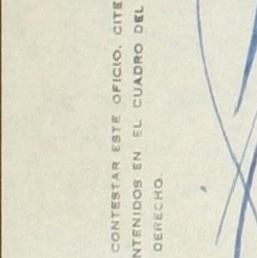 CONTESTAR ESTE OFICIO, CITE
NTENIDOS EN EL CUADRO DEL
DERECHO.